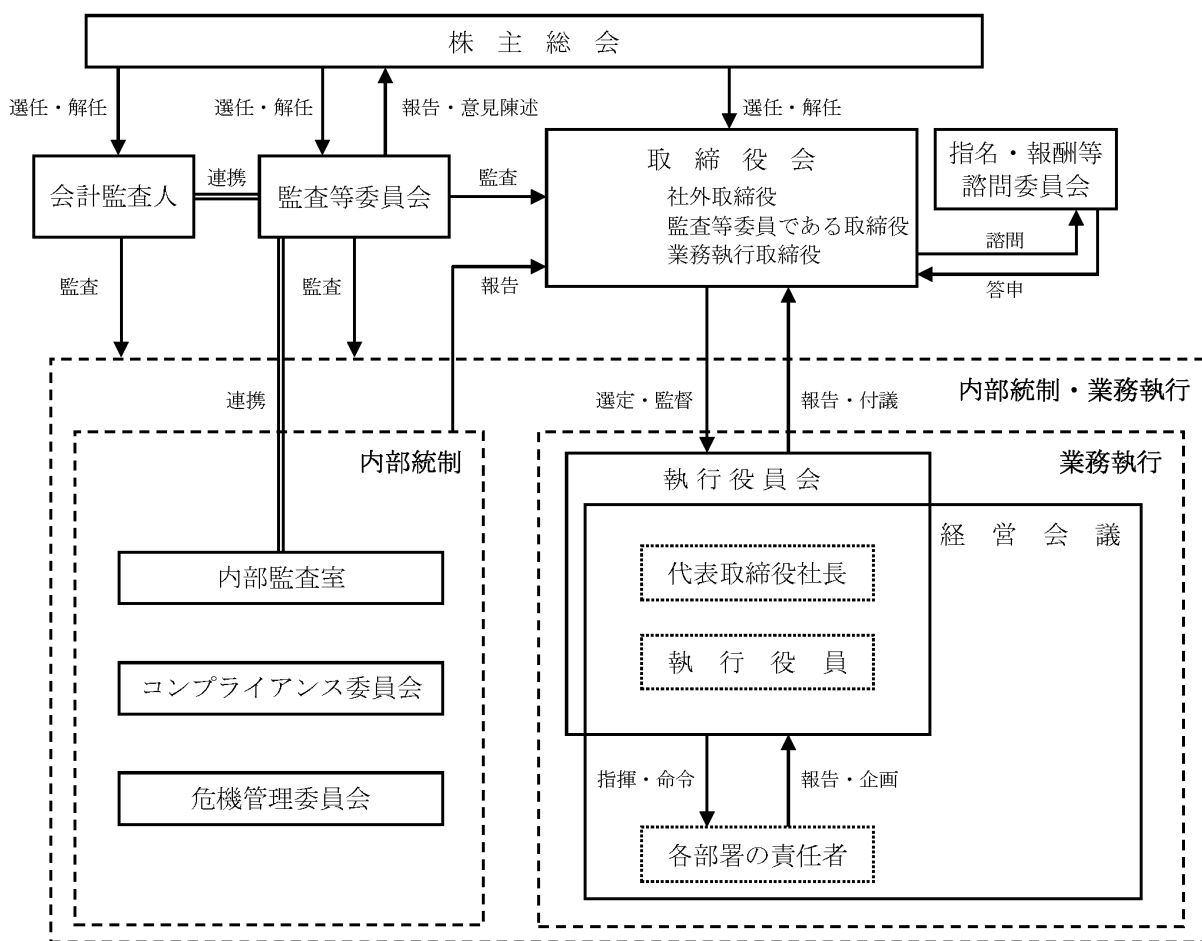 株主総会
選任・解任
選任・解任
報告・意見陳述
選任・解任
会計監査人
連携
監査等委員会
監査
取締役会
社外取締役
監査等委員である取締役
業務執行取締役
指名・報酬等
諮問委員会
諮問
答申
監査
監査
報告
連携
選定・監督
報告・付議
内部統制・業務執行
内部統制
業務執行
執行役員会
経営会議
内部監査室
代表取締役社長
コンプライアンス委員会
執行役員
危機管理委員会
指揮・命令
報告・企画
各部署の責任者